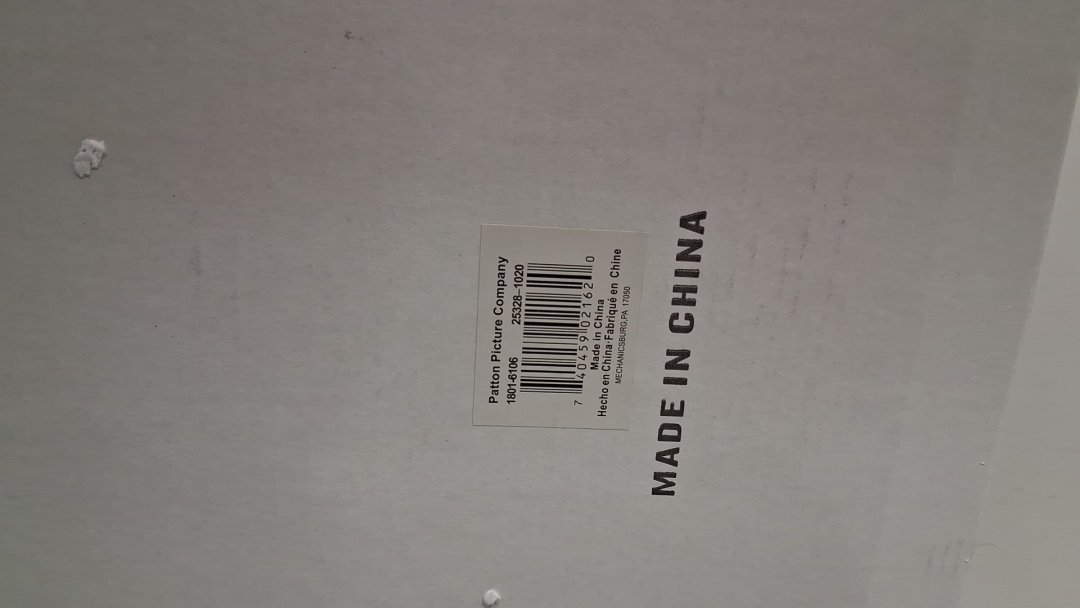 Patton Picture Company
1801-6106 25328-1020
7 40459 02162 0
Made in China
Hecho en China·Fabriqué en Chine
MECHANICSBURG,PA 17050
MADE IN CHINA